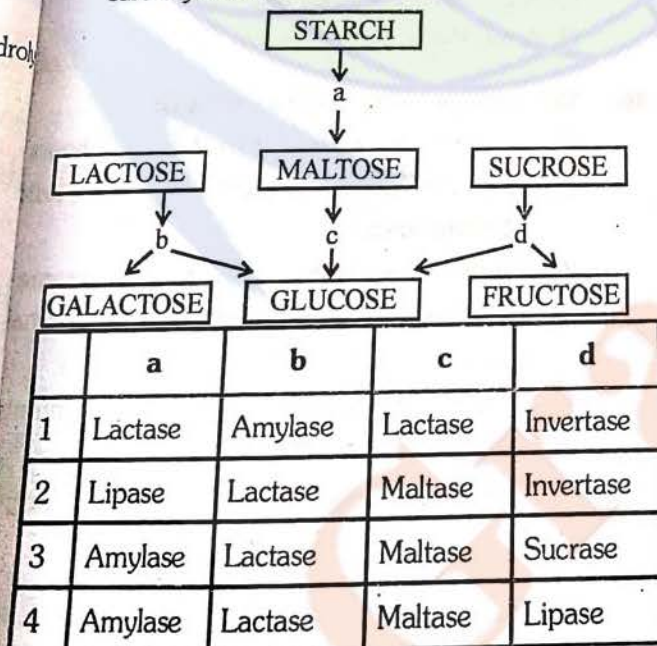 STARCH
a
LACTOSE MALTOSE SUCROSE
b c d
GALACTOSE GLUCOSE FRUCTOSE
a b c d
1 Lactase Amylase Lactase Invertase
2 Lipase Lactase Maltase Invertase
3 Amylase Lactase Maltase Sucrase
4 Amylase Lactase Maltase Lipase